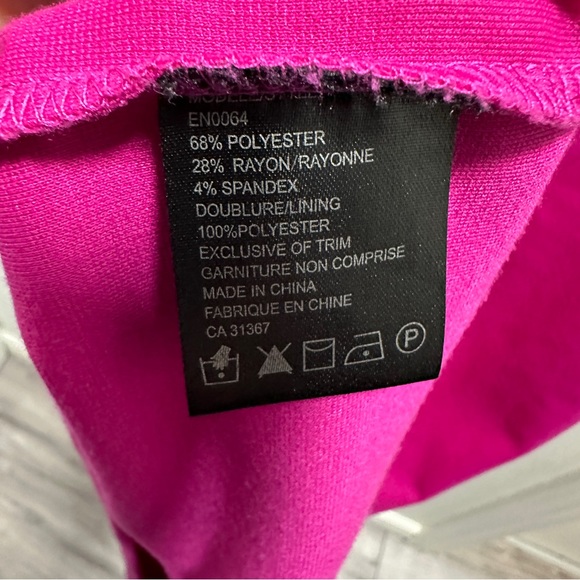 EN0064
68% POLYESTER
28% RAYON/RAYONNE
4% SPANDEX
DOUBLURE/LINING
100%POLYESTER
EXCLUSIVE OF TRIM
GARNITURE NON COMPRISE
MADE IN CHINA
FABRIQUE EN CHINE
CA 31367
P